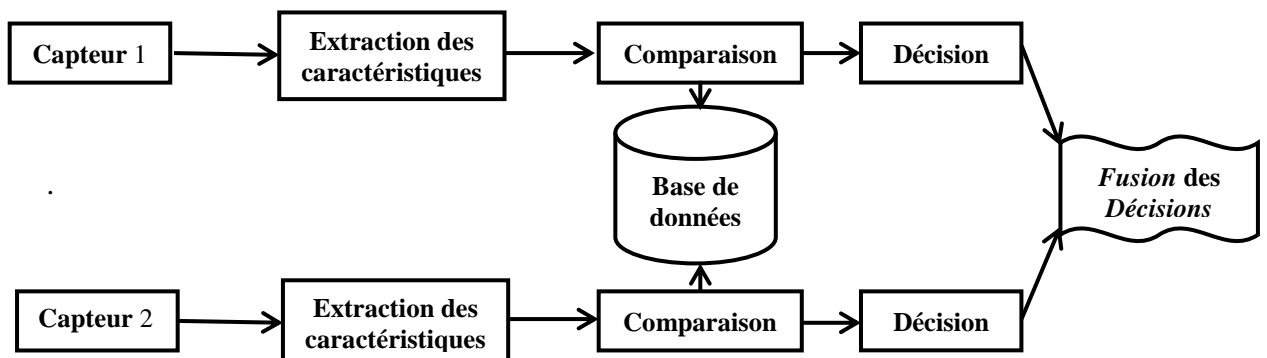 Capteur 1
Extraction des
caractéristiques
Comparaison
Décision
Base de
données
Fusion des
Décisions
.
Capteur 2
Extraction des
caractéristiques
Comparaison
Décision